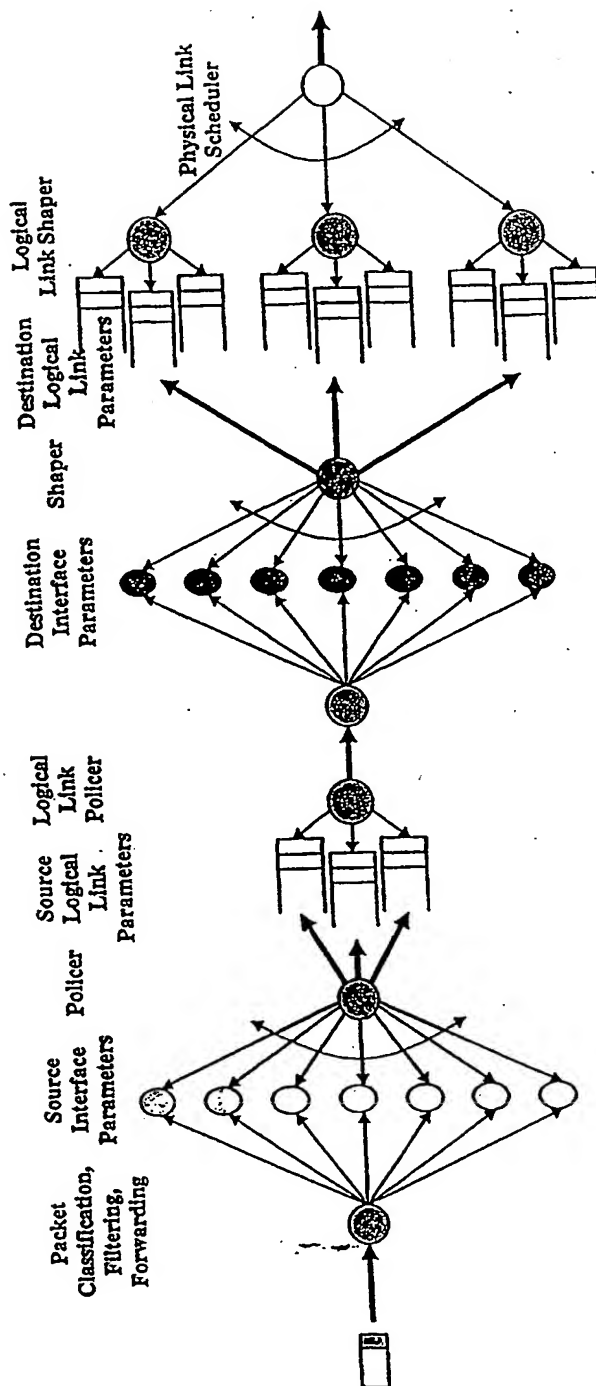 Packet
Classification,
Filtering,
Forwarding
Source
Interface
Parameters
Policer
Source
Logical
Link
Parameters
Logical
Link
Policer
Destination
Interface
Parameters
Shaper
Destination
Logical
Link
Parameters
Logical
Link Shaper
Physical Link
Scheduler